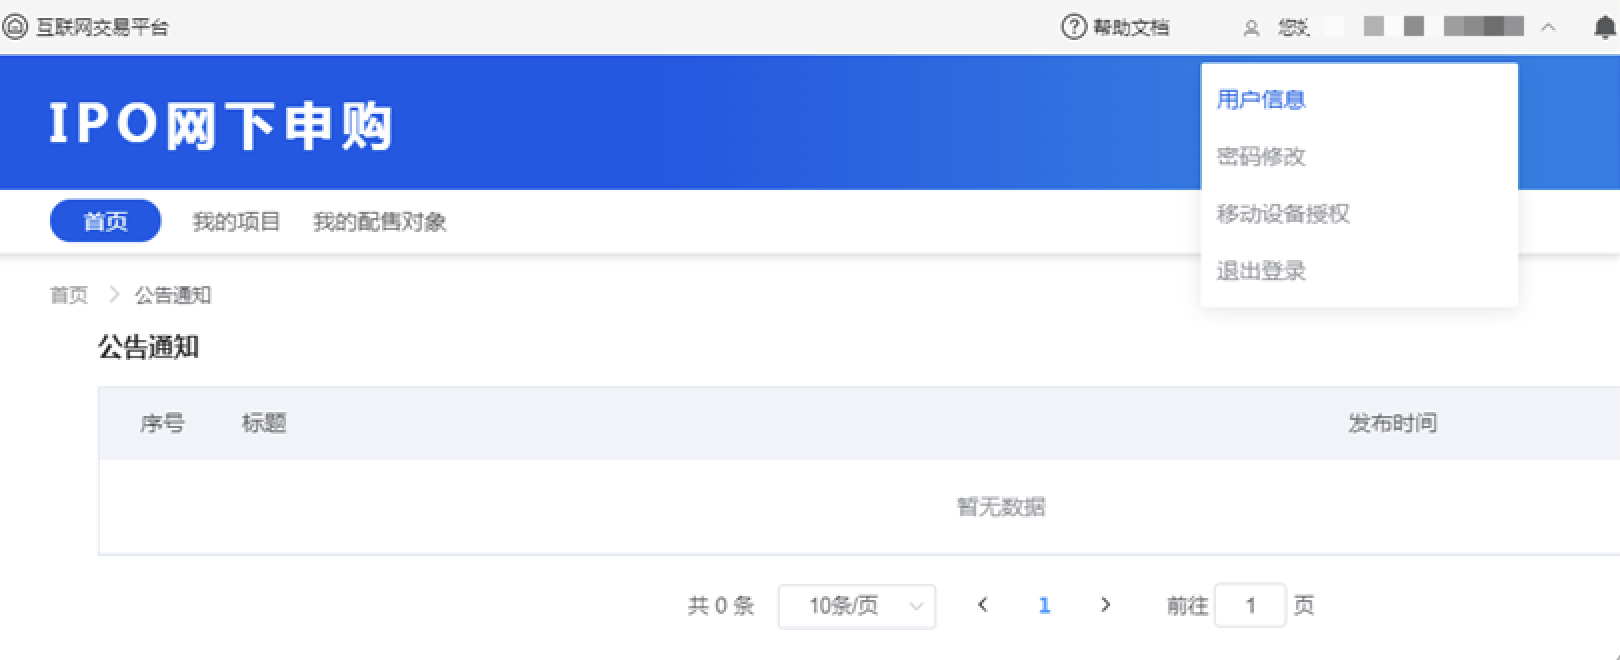 互联网交易平台 帮助文档 您
IPO网下申购
用户信息
密码修改
移动设备授权
退出登录
首页 我的项目 我的配售对象
首页 > 公告通知
公告通知
序号 标题 发布时间
暂无数据
共 0 条 10条/页 < 1 > 前往 1 页